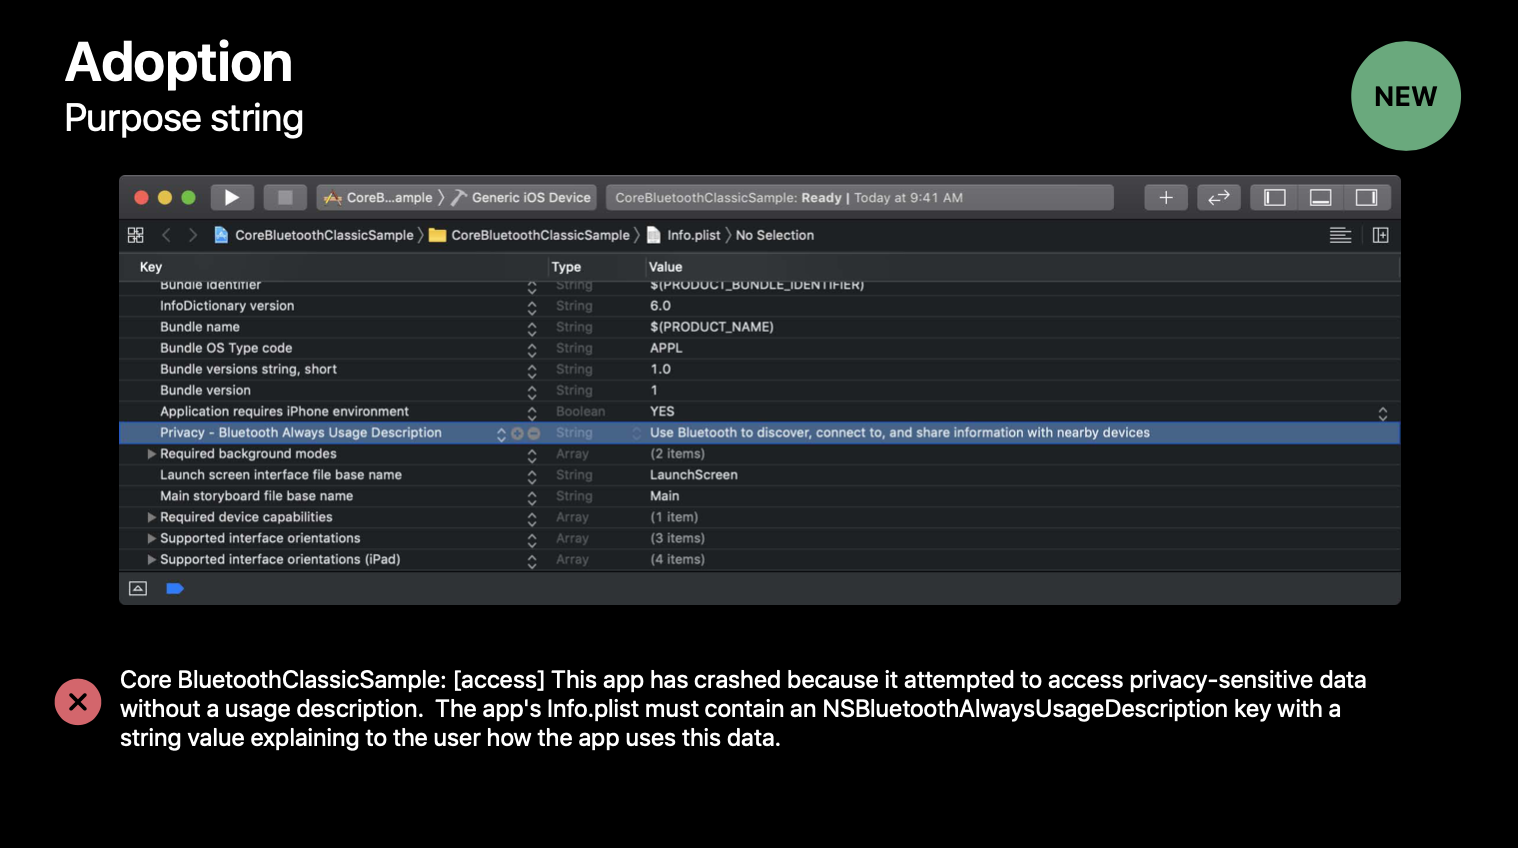 Adoption
Purpose string
NEW
CoreB...ample 〉 Generic iOS Device
CoreBluetoothClassicSample: Ready | Today at 9:41 AM
CoreBluetoothClassicSample 〉 CoreBluetoothClassicSample 〉 Info.plist 〉 No Selection
Key Type Value
Bundle identifier String $(PRODUCT_BUNDLE_IDENTIFIER)
InfoDictionary version String 6.0
Bundle name String $(PRODUCT_NAME)
Bundle OS Type code String APPL
Bundle versions string, short String 1.0
Bundle version String 1
Application requires iPhone environment Boolean YES
Privacy - Bluetooth Always Usage Description String Use Bluetooth to discover, connect to, and share information with nearby devices
Required background modes Array (2 items)
Launch screen interface file base name String LaunchScreen
Main storyboard file base name String Main
Required device capabilities Array (1 item)
Supported interface orientations Array (3 items)
Supported interface orientations (iPad) Array (4 items)
Core BluetoothClassicSample: [access] This app has crashed because it attempted to access privacy-sensitive data
without a usage description.  The app's Info.plist must contain an NSBluetoothAlwaysUsageDescription key with a
string value explaining to the user how the app uses this data.